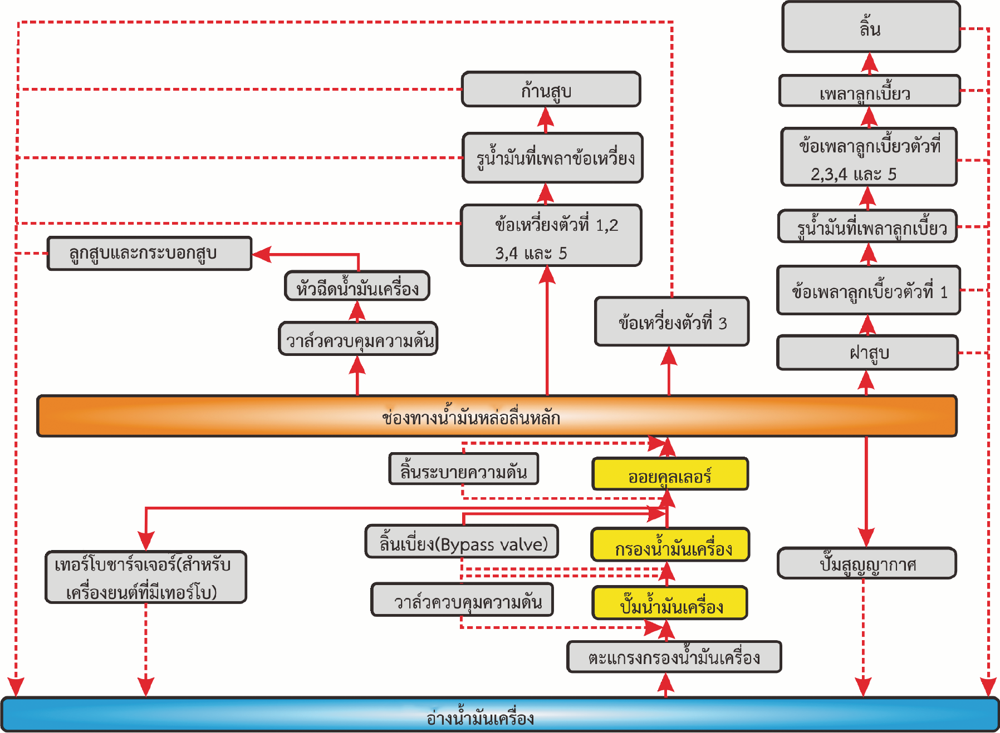 ลิ้น
ก้านสูบ
เพลาลูกเบี้ยว
รูน้ำมันที่เพลาข้อเหวี่ยง
ข้อเพลาลูกเบี้ยวตัวที่
2,3,4 และ 5
ข้อเหวี่ยงตัวที่ 1,2
3,4 และ 5
รูน้ำมันที่เพลาลูกเบี้ยว
ลูกสูบและกระบอกสูบ
หัวฉีดน้ำมันเครื่อง
ข้อเพลาลูกเบี้ยวตัวที่ 1
วาล์วควบคุมความดัน
ข้อเหวี่ยงตัวที่ 3
ฝาสูบ
ช่องทางน้ำมันหล่อลื่นหลัก
ลิ้นระบายความดัน
ออยคูลเลอร์
ลิ้นเบี่ยง(Bypass valve)
กรองน้ำมันเครื่อง
เทอร์โบชาร์จเจอร์(สำหรับ
เครื่องยนต์ที่มีเทอร์โบ)
ปั๊มสูญญากาศ
วาล์วควบคุมความดัน
ปั๊มน้ำมันเครื่อง
ตะแกรงกรองน้ำมันเครื่อง
อ่างน้ำมันเครื่อง